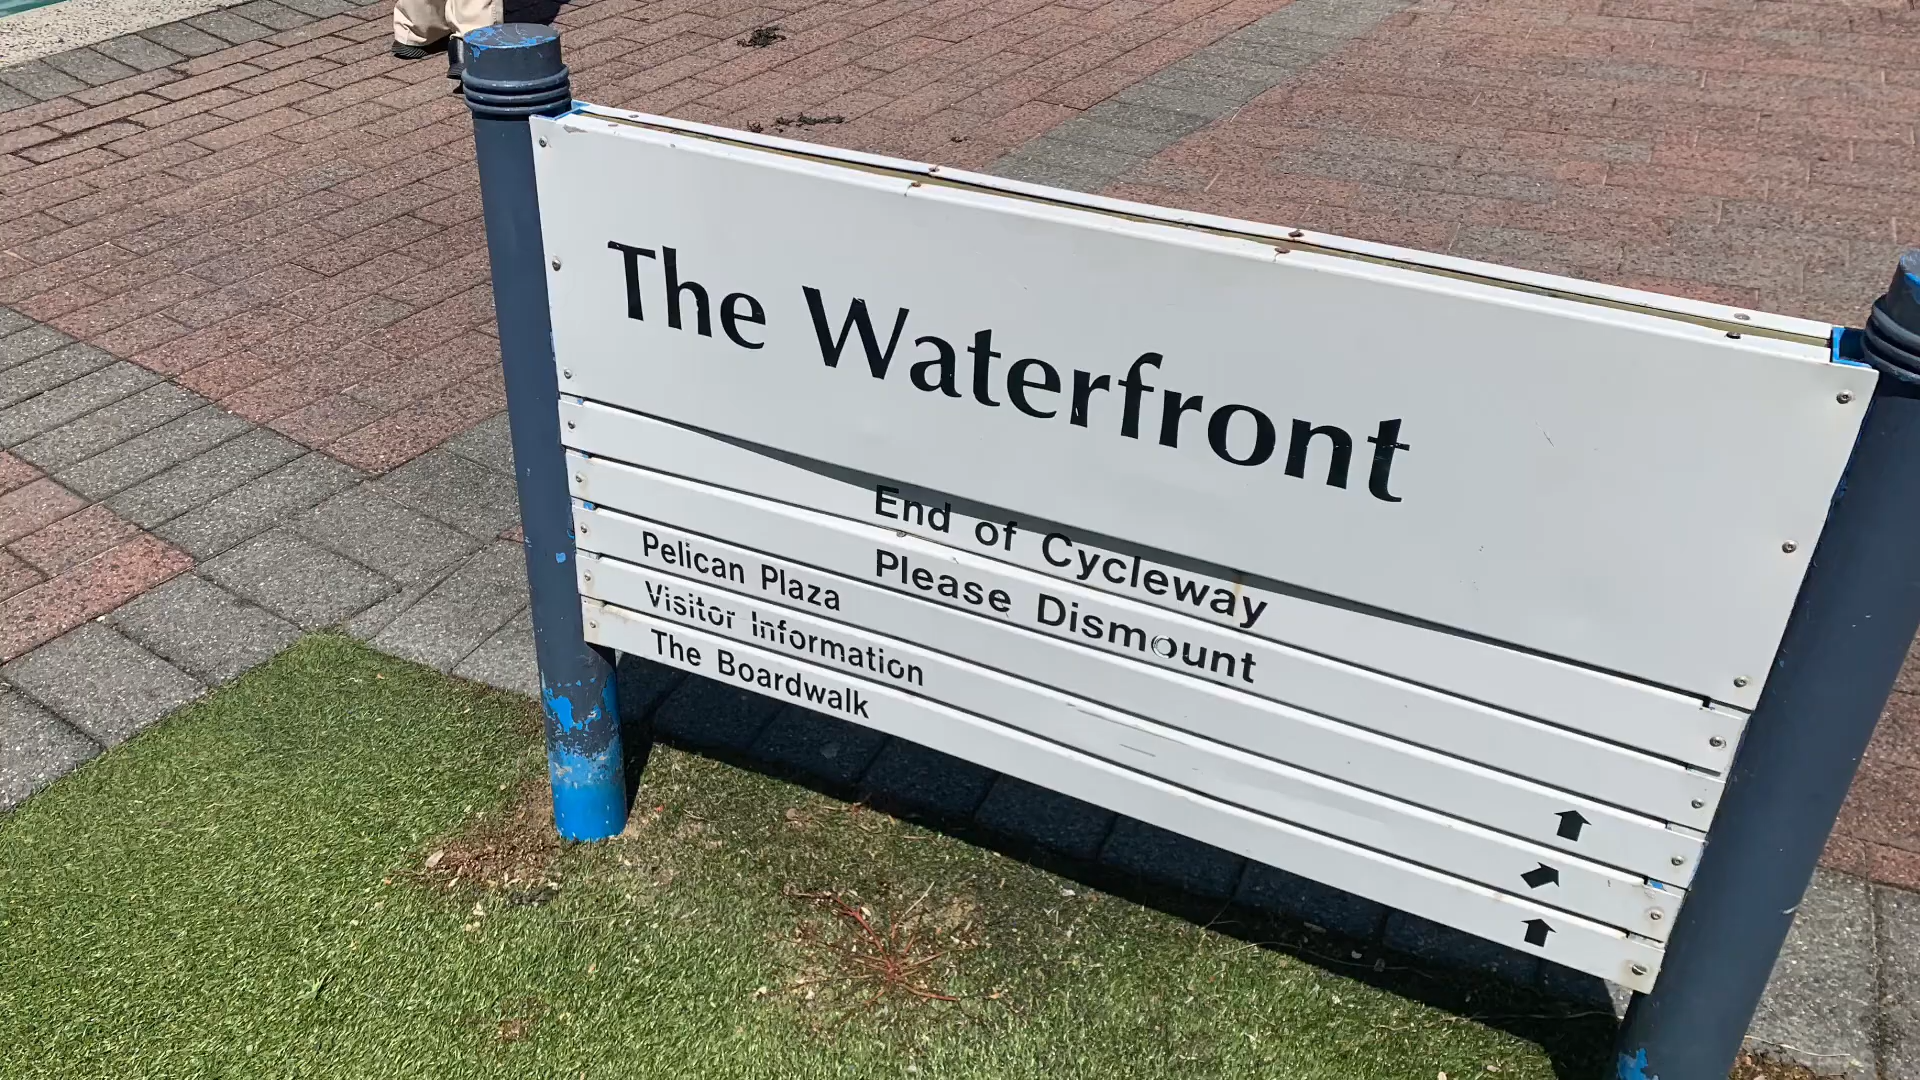 The Waterfront
End of Cycleway
Please Dismount
Pelican Plaza
Visitor Information
The Boardwalk